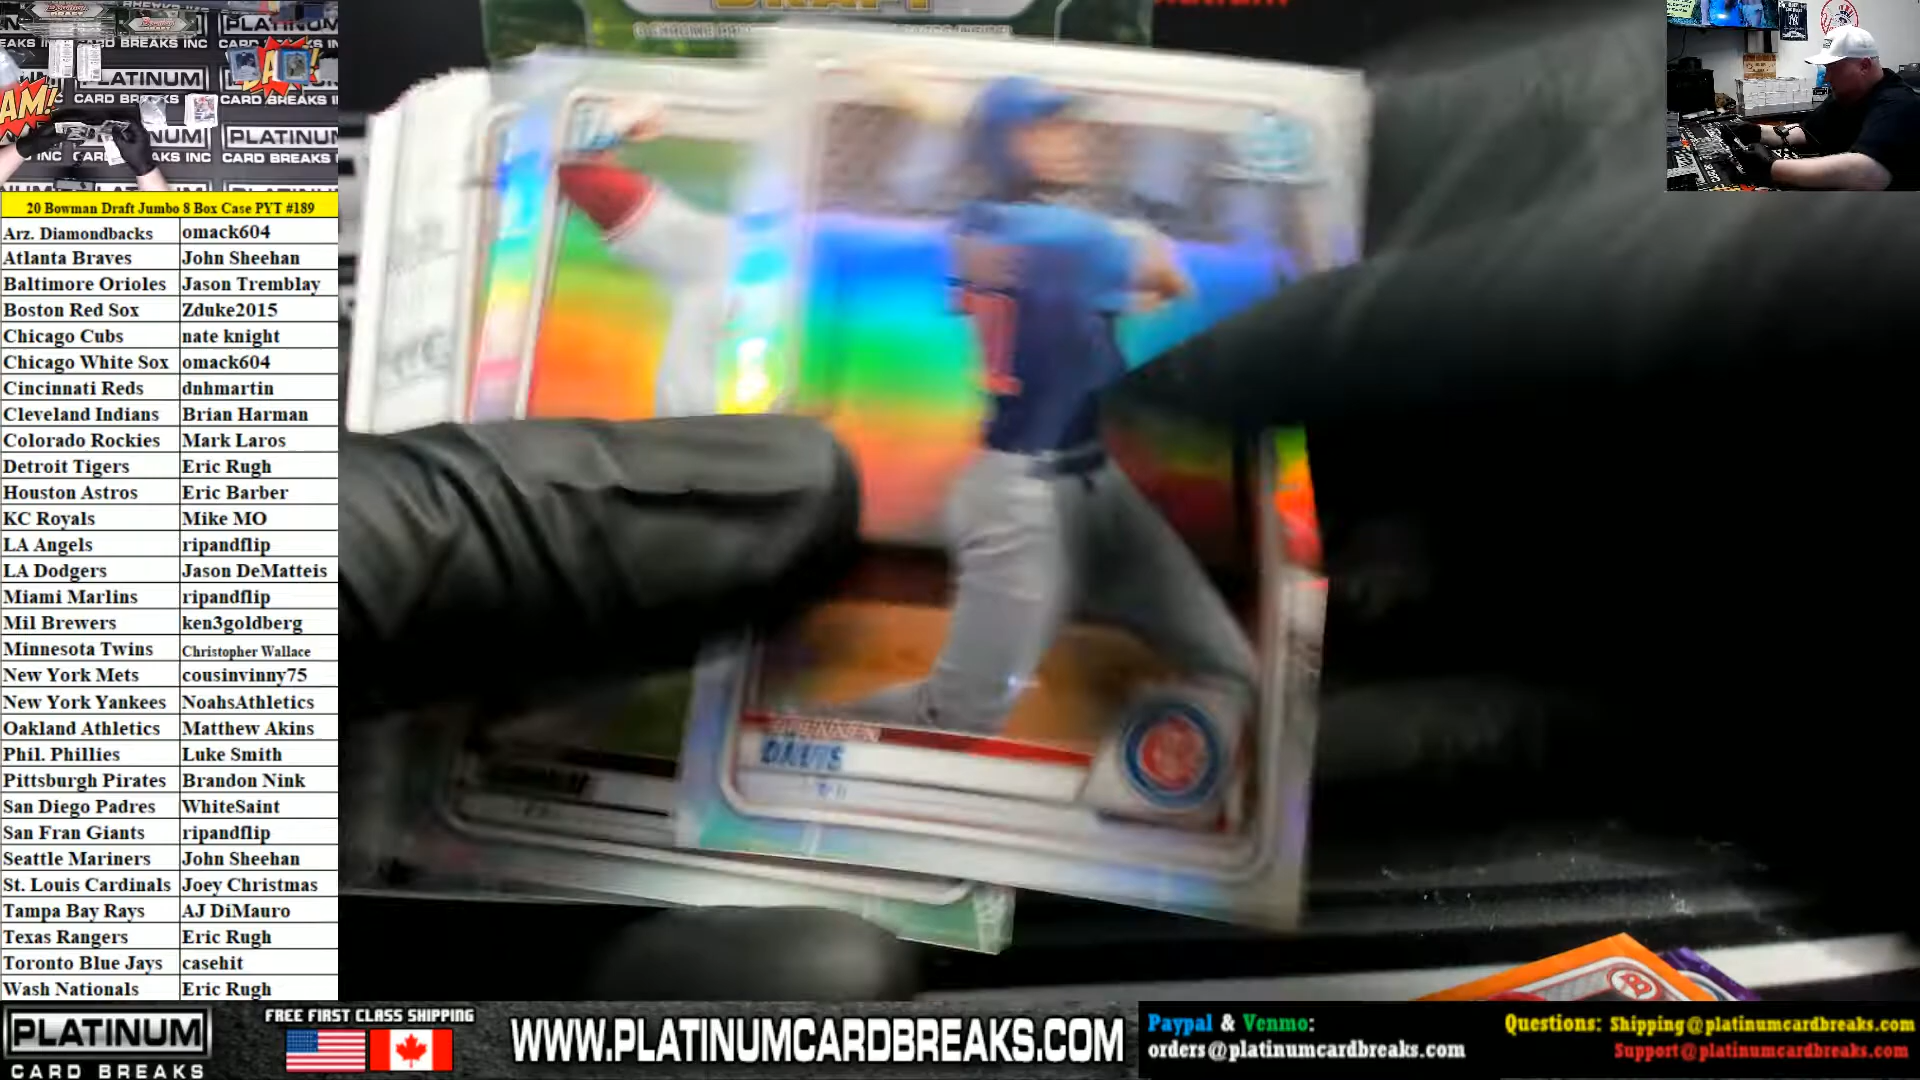 20 Bowman Draft Jumbo 8 Box Case PYT #189
Arz. Diamondbacks omack604
Atlanta Braves John Sheehan
Baltimore Orioles Jason Tremblay
Boston Red Sox Zduke2015
Chicago Cubs nate knight
Chicago White Sox omack604
Cincinnati Reds dnhmartin
Cleveland Indians Brian Harman
Colorado Rockies Mark Laros
Detroit Tigers Eric Rugh
Houston Astros Eric Barber
KC Royals Mike MO
LA Angels ripandflip
LA Dodgers Jason DeMatteis
Miami Marlins ripandflip
Mil Brewers ken3goldberg
Minnesota Twins Christopher Wallace
New York Mets cousinvinny75
New York Yankees NoahsAthletics
Oakland Athletics Matthew Akins
Phil. Phillies Luke Smith
Pittsburgh Pirates Brandon Nink
San Diego Padres WhiteSaint
San Fran Giants ripandflip
Seattle Mariners John Sheehan
St. Louis Cardinals Joey Christmas
Tampa Bay Rays AJ DiMauro
Texas Rangers Eric Rugh
Toronto Blue Jays casehit
Wash Nationals Eric Rugh
DRAFT
BRENNEN
DAVIS
PLATINUM
CARD BREAKS
FREE FIRST CLASS SHIPPING
WWW.PLATINUMCARDBREAKS.COM
Paypal & Venmo:
orders@platinumcardbreaks.com
Questions: Shipping@platinumcardbreaks.com
Support@platinumcardbreaks.com
PLATINUM
CARD BREAKS INC